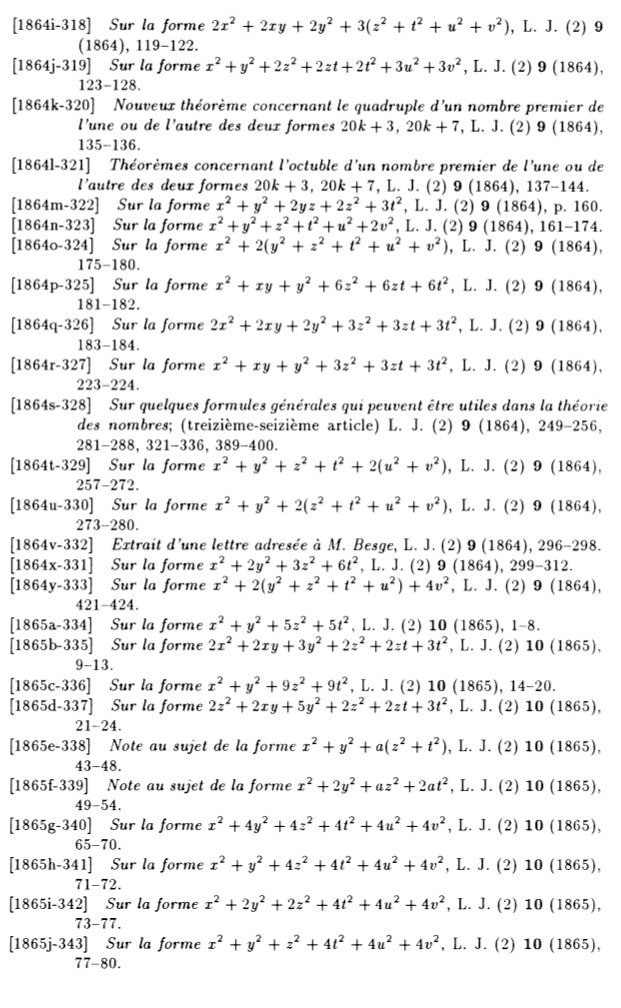 [1864i-318] Sur la forme 2x² + 2xy + 2y² + 3(z² + t² + u² + v²), L. J. (2) 9
(1864), 119–122.
[1864j-319] Sur la forme x² + y² + 2z² + 2zt + 2t² + 3u² + 3v², L. J. (2) 9 (1864),
123–128.
[1864k-320] Nouveux théorème concernant le quadruple d'un nombre premier de
l'une ou de l'autre des deux formes 20k + 3, 20k + 7, L. J. (2) 9 (1864),
135–136.
[1864l-321] Théorèmes concernant l'octuble d'un nombre premier de l'une ou de
l'autre des deux formes 20k + 3, 20k + 7, L. J. (2) 9 (1864), 137–144.
[1864m-322] Sur la forme x² + y² + 2yz + 2z² + 3t², L. J. (2) 9 (1864), p. 160.
[1864n-323] Sur la forme x² + y² + z² + t² + u² + 2v², L. J. (2) 9 (1864), 161–174.
[1864o-324] Sur la forme x² + 2(y² + z² + t² + u² + v²), L. J. (2) 9 (1864),
175–180.
[1864p-325] Sur la forme x² + xy + y² + 6z² + 6zt + 6t², L. J. (2) 9 (1864),
181–182.
[1864q-326] Sur la forme 2x² + 2xy + 2y² + 3z² + 3zt + 3t², L. J. (2) 9 (1864),
183–184.
[1864r-327] Sur la forme x² + xy + y² + 3z² + 3zt + 3t², L. J. (2) 9 (1864),
223–224.
[1864s-328] Sur quelques formules générales qui peuvent être utiles dans la théorie
des nombres; (treizième-seizième article) L. J. (2) 9 (1864), 249–256,
281–288, 321–336, 389–400.
[1864t-329] Sur la forme x² + y² + z² + t² + 2(u² + v²), L. J. (2) 9 (1864),
257–272.
[1864u-330] Sur la forme x² + y² + 2(z² + t² + u² + v²), L. J. (2) 9 (1864),
273–280.
[1864v-332] Extrait d'une lettre adresée à M. Besge, L. J. (2) 9 (1864), 296–298.
[1864x-331] Sur la forme x² + 2y² + 3z² + 6t², L. J. (2) 9 (1864), 299–312.
[1864y-333] Sur la forme x² + 2(y² + z² + t² + u²) + 4v², L. J. (2) 9 (1864),
421–424.
[1865a-334] Sur la forme x² + y² + 5z² + 5t², L. J. (2) 10 (1865), 1–8.
[1865b-335] Sur la forme 2x² + 2xy + 3y² + 2z² + 2zt + 3t², L. J. (2) 10 (1865),
9–13.
[1865c-336] Sur la forme x² + y² + 9z² + 9t², L. J. (2) 10 (1865), 14–20.
[1865d-337] Sur la forme 2z² + 2xy + 5y² + 2z² + 2zt + 3t², L. J. (2) 10 (1865),
21–24.
[1865e-338] Note au sujet de la forme x² + y² + a(z² + t²), L. J. (2) 10 (1865),
43–48.
[1865f-339] Note au sujet de la forme x² + 2y² + az² + 2at², L. J. (2) 10 (1865),
49–54.
[1865g-340] Sur la forme x² + 4y² + 4z² + 4t² + 4u² + 4v², L. J. (2) 10 (1865),
65–70.
[1865h-341] Sur la forme x² + y² + 4z² + 4t² + 4u² + 4v², L. J. (2) 10 (1865),
71–72.
[1865i-342] Sur la forme x² + 2y² + 2z² + 4t² + 4u² + 4v², L. J. (2) 10 (1865),
73–77.
[1865j-343] Sur la forme x² + y² + z² + 4t² + 4u² + 4v², L. J. (2) 10 (1865),
77–80.